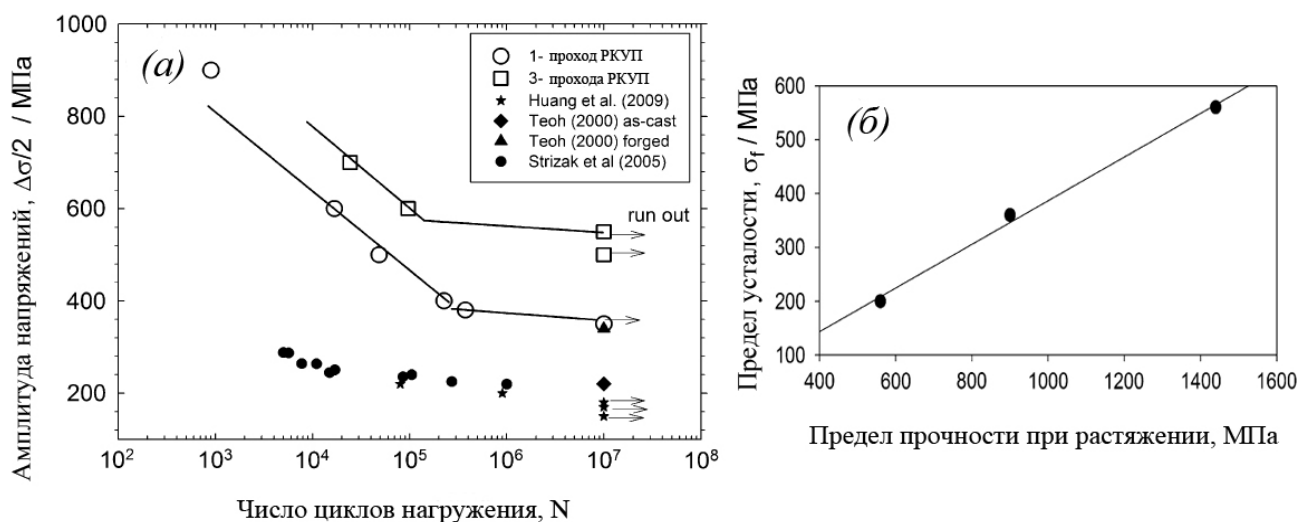 (а)
Амплитуда напряжений, Δσ/2 / МПа
1000
800
600
400
200
10² 10³ 10⁴ 10⁵ 10⁶ 10⁷ 10⁸
Число циклов нагружения, N
1- проход РКУП
3- прохода РКУП
Huang et al. (2009)
Teoh (2000) as-cast
Teoh (2000) forged
Strizak et al (2005)
run out
(б)
Предел усталости, σf / МПа
600
500
400
300
200
100
400 600 800 1000 1200 1400 1600
Предел прочности при растяжении, МПа